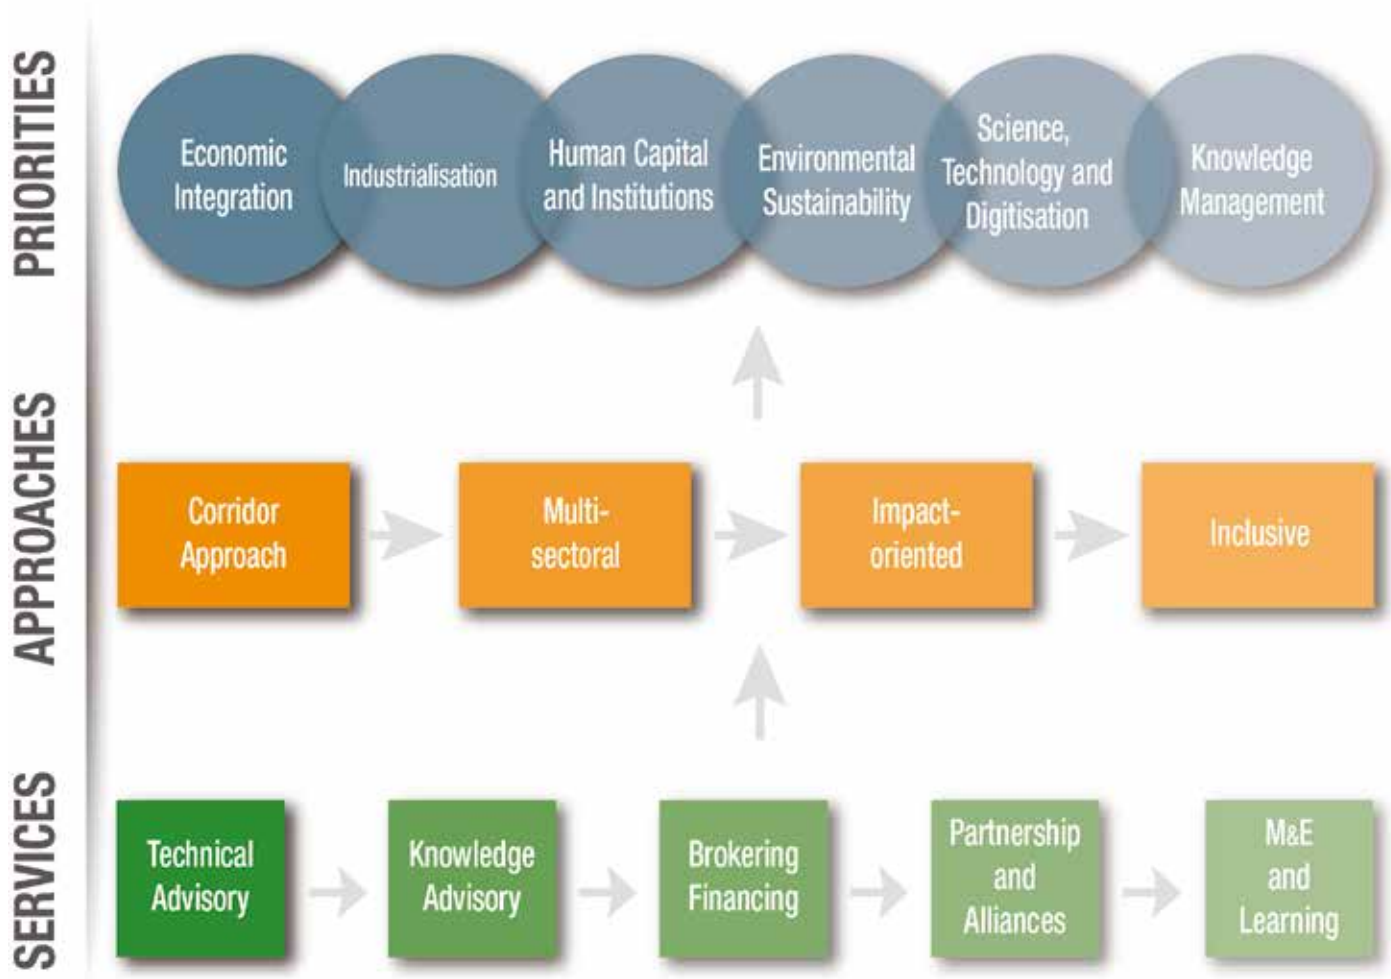 PRIORITIES
Economic
Integration
Industrialisation
Human Capital
and Institutions
Environmental
Sustainability
Science,
Technology and
Digitisation
Knowledge
Management
APPROACHES
Corridor
Approach
Multi-
sectoral
Impact-
oriented
Inclusive
SERVICES
Technical
Advisory
Knowledge
Advisory
Brokering
Financing
Partnership
and
Alliances
M&E
and
Learning